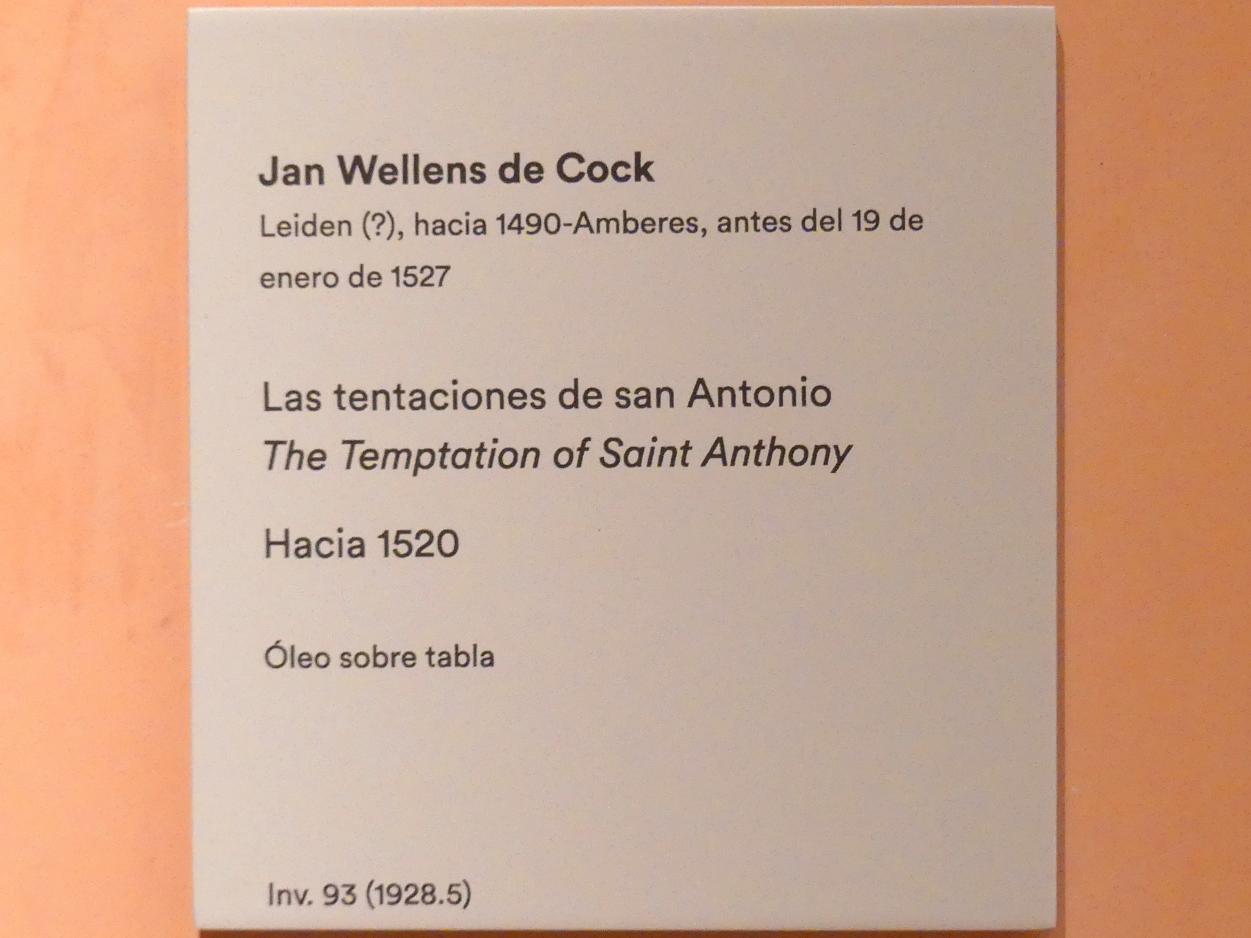 Jan Wellens de Cock
Leiden (?), hacia 1490-Amberes, antes del 19 de
enero de 1527
Las tentaciones de san Antonio
The Temptation of Saint Anthony
Hacia 1520
Óleo sobre tabla
Inv. 93 (1928.5)